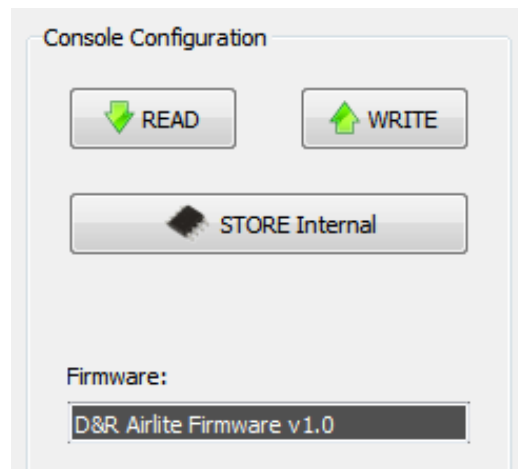 Console Configuration
READ WRITE
STORE Internal
Firmware:
D&R Airlite Firmware v1.0